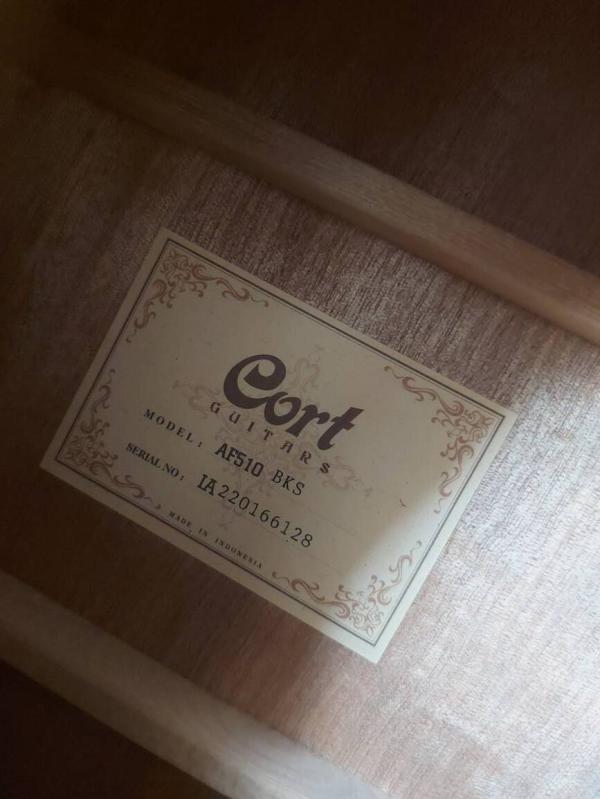 Cort
GUITARS
MODEL: AF510 BKS
SERIAL NO: IA220166128
MADE IN INDONESIA